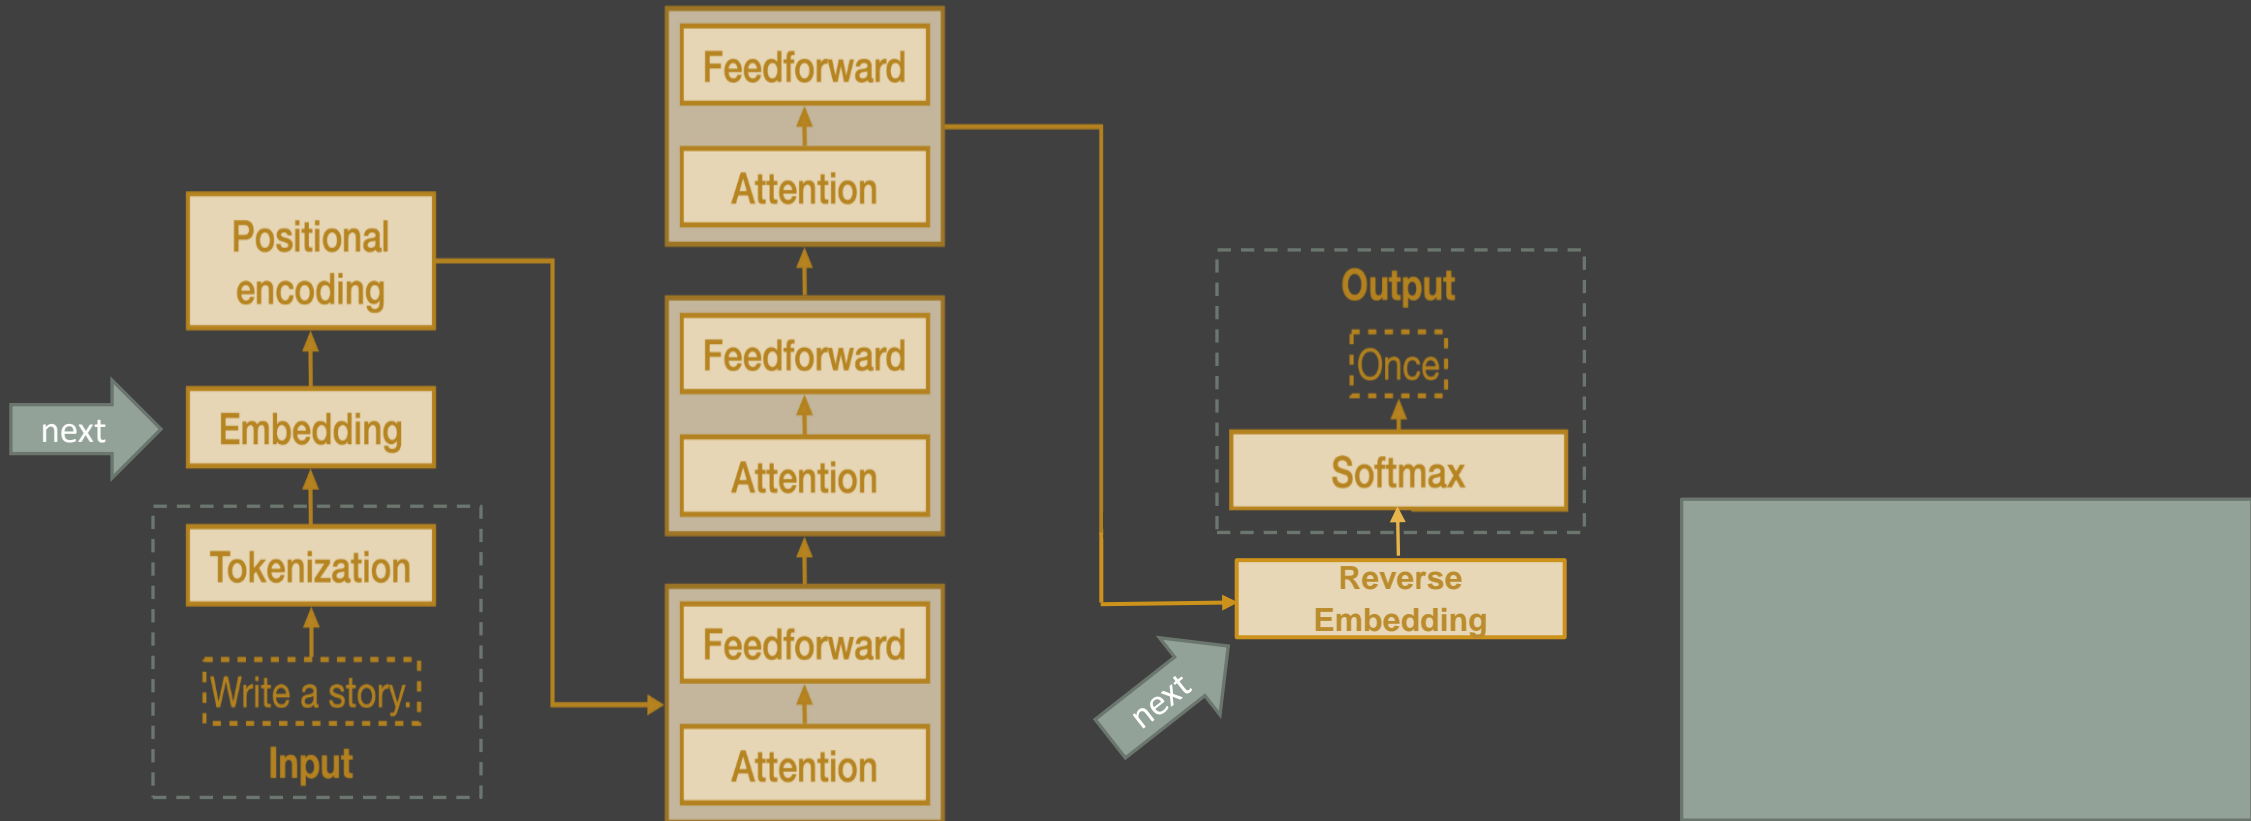 Positional
encoding
next
Embedding
Tokenization
Write a story.
Input
Feedforward
Attention
Feedforward
Attention
Feedforward
Attention
Output
Once
Softmax
Reverse
Embedding
next